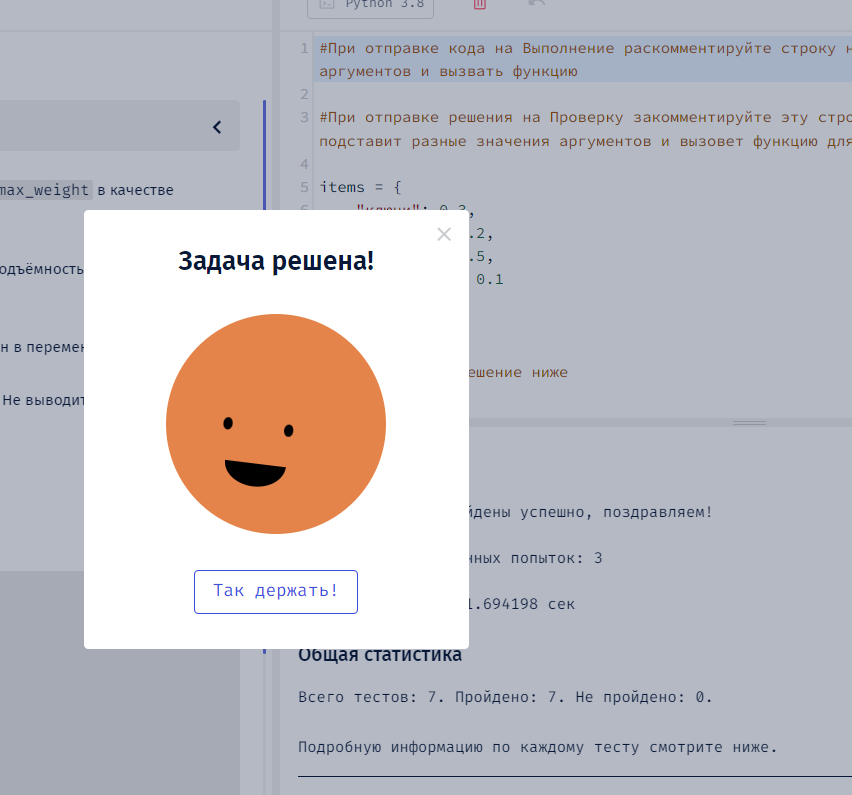 Python 3.8
1 #При отправке кода на Выполнение раскомментируйте строку
аргументов и вызвать функцию
2
3 #При отправке решения на Проверку закомментируйте эту
подставит разные значения аргументов и вызовет функцию для
4
5 items = {
"ключи": 0.3,
.2,
.5,
0.1
ешение ниже
max_weight в качестве
одъёмность
н в перемен
Не выводит
Задача решена!
Так держать!
йдены успешно, поздравляем!
нных попыток: 3
1.694198 сек
Общая статистика
Всего тестов: 7. Пройдено: 7. Не пройдено: 0.
Подробную информацию по каждому тесту смотрите ниже.